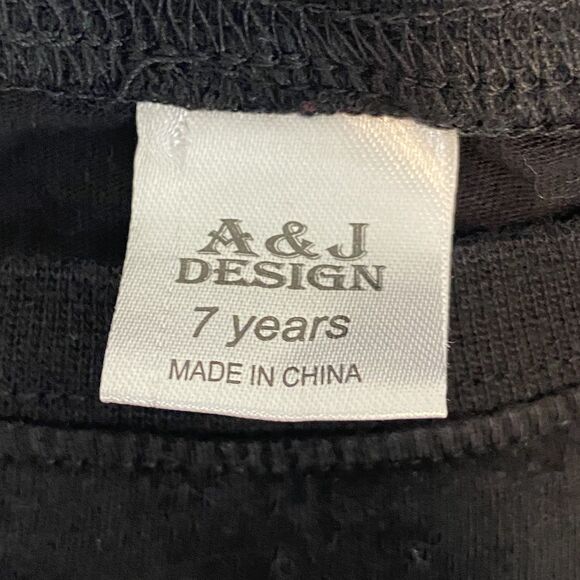 A & J
DESIGN
7 years
MADE IN CHINA